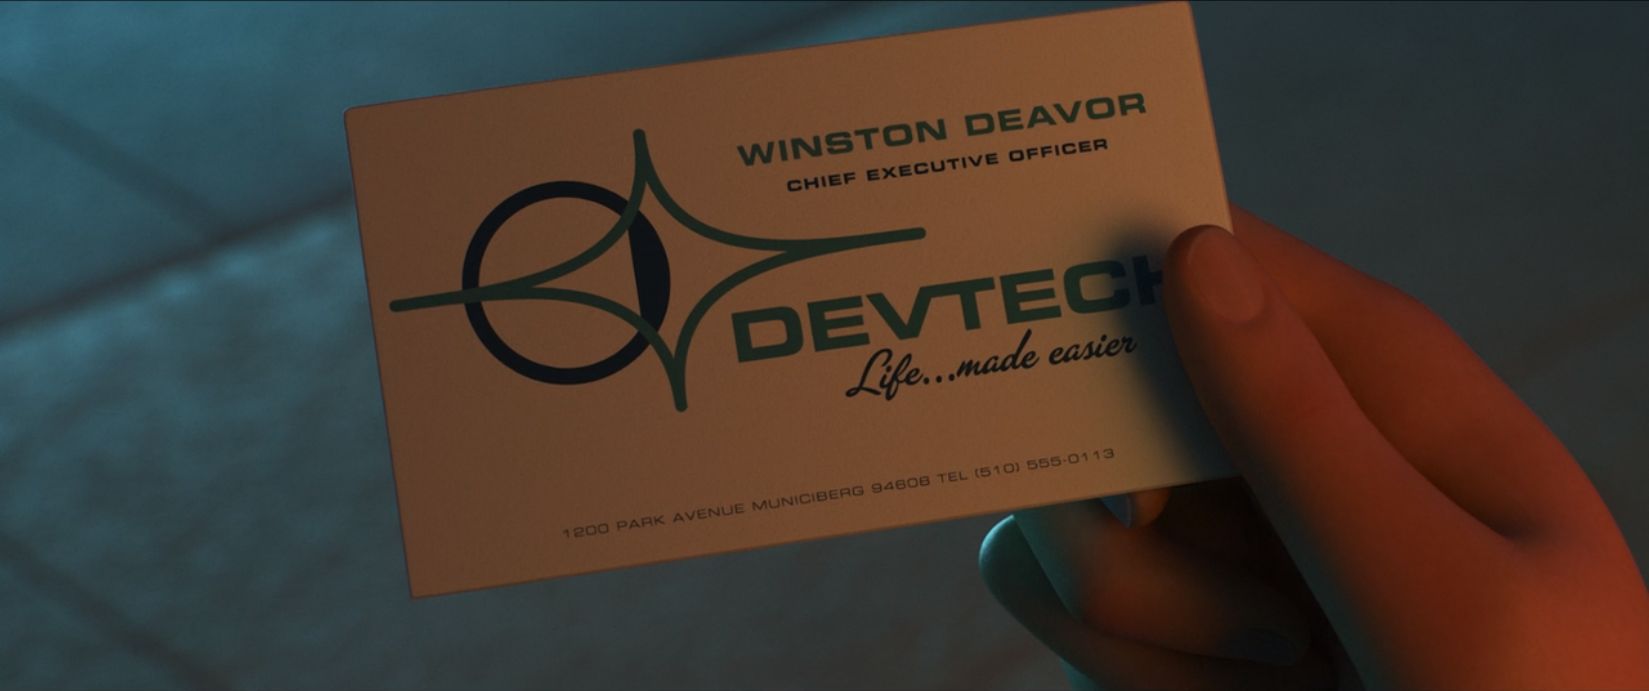 WINSTON DEAVOR
CHIEF EXECUTIVE OFFICER
DEVTECH
Life...made easier
1200 PARK AVENUE MUNICIBERG 94608 TEL (510) 555-0113